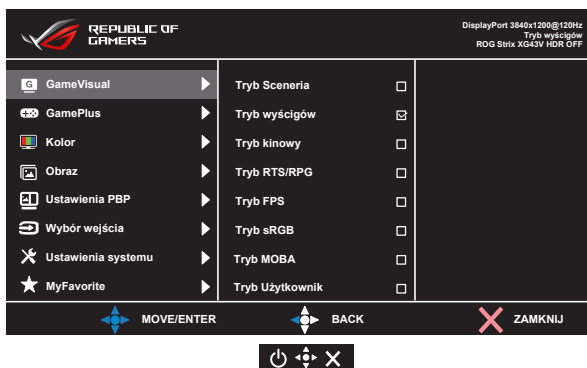 REPUBLIC OF
GAMERS
DisplayPort 3840x1200@120Hz
Tryb wyścigów
ROG Strix XG43V HDR OFF
G GameVisual
GamePlus
Kolor
Obraz
Ustawienia PBP
Wybór wejścia
Ustawienia systemu
MyFavorite
Tryb Sceneria
Tryb wyścigów
Tryb kinowy
Tryb RTS/RPG
Tryb FPS
Tryb sRGB
Tryb MOBA
Tryb Użytkownik
MOVE/ENTER
BACK
ZAMKNIJ